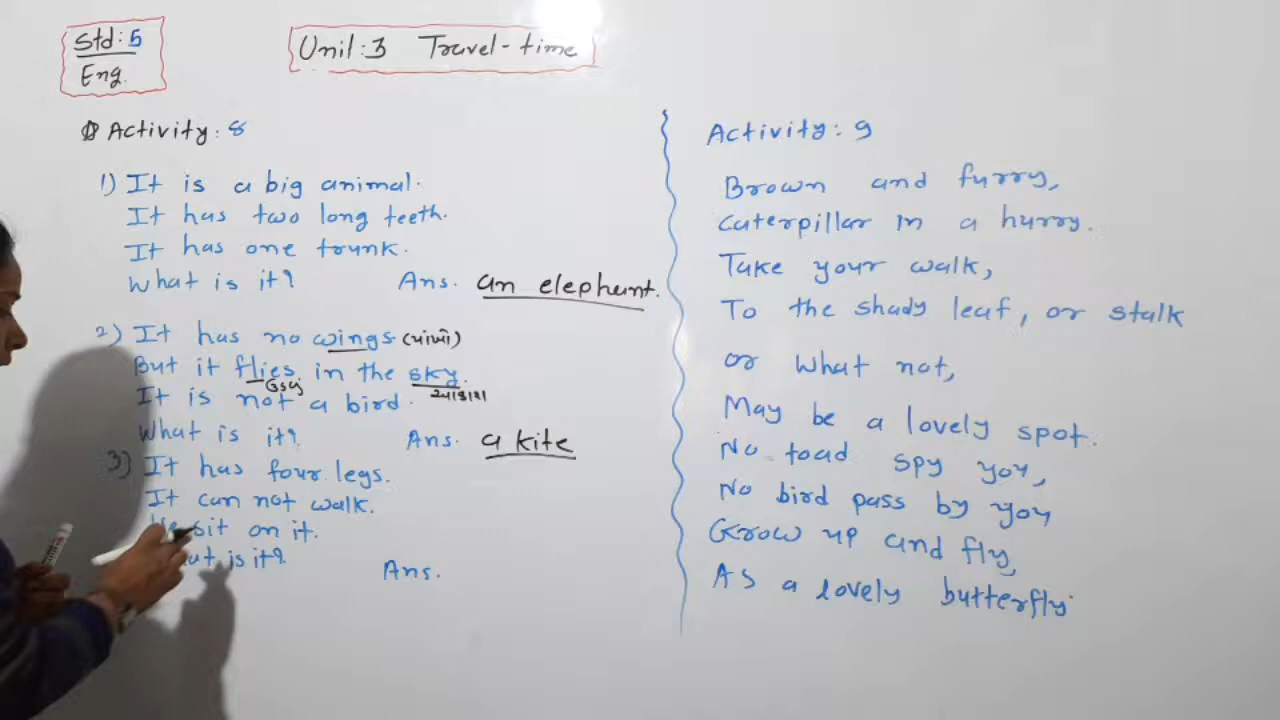 Std: 5
Eng.
Unit: 3 Travel-time
Activity: 8
1) It is a big animal.
It has two long teeth.
It has one trunk.
What is it? Ans. an elephant.
2) It has no wings (પાંખો)
But it flies in the sky.
It is not a bird.
What is it? Ans. a kite
3) It has four legs.
It can not walk.
sit on it.
is it? Ans.
Activity: 9
Brown and furry,
caterpillar in a hurry.
Take your walk,
To the shady leaf, or stalk
or what not,
May be a lovely spot.
No toad spy you,
No bird pass by you
Grow up and fly,
As a lovely butterfly